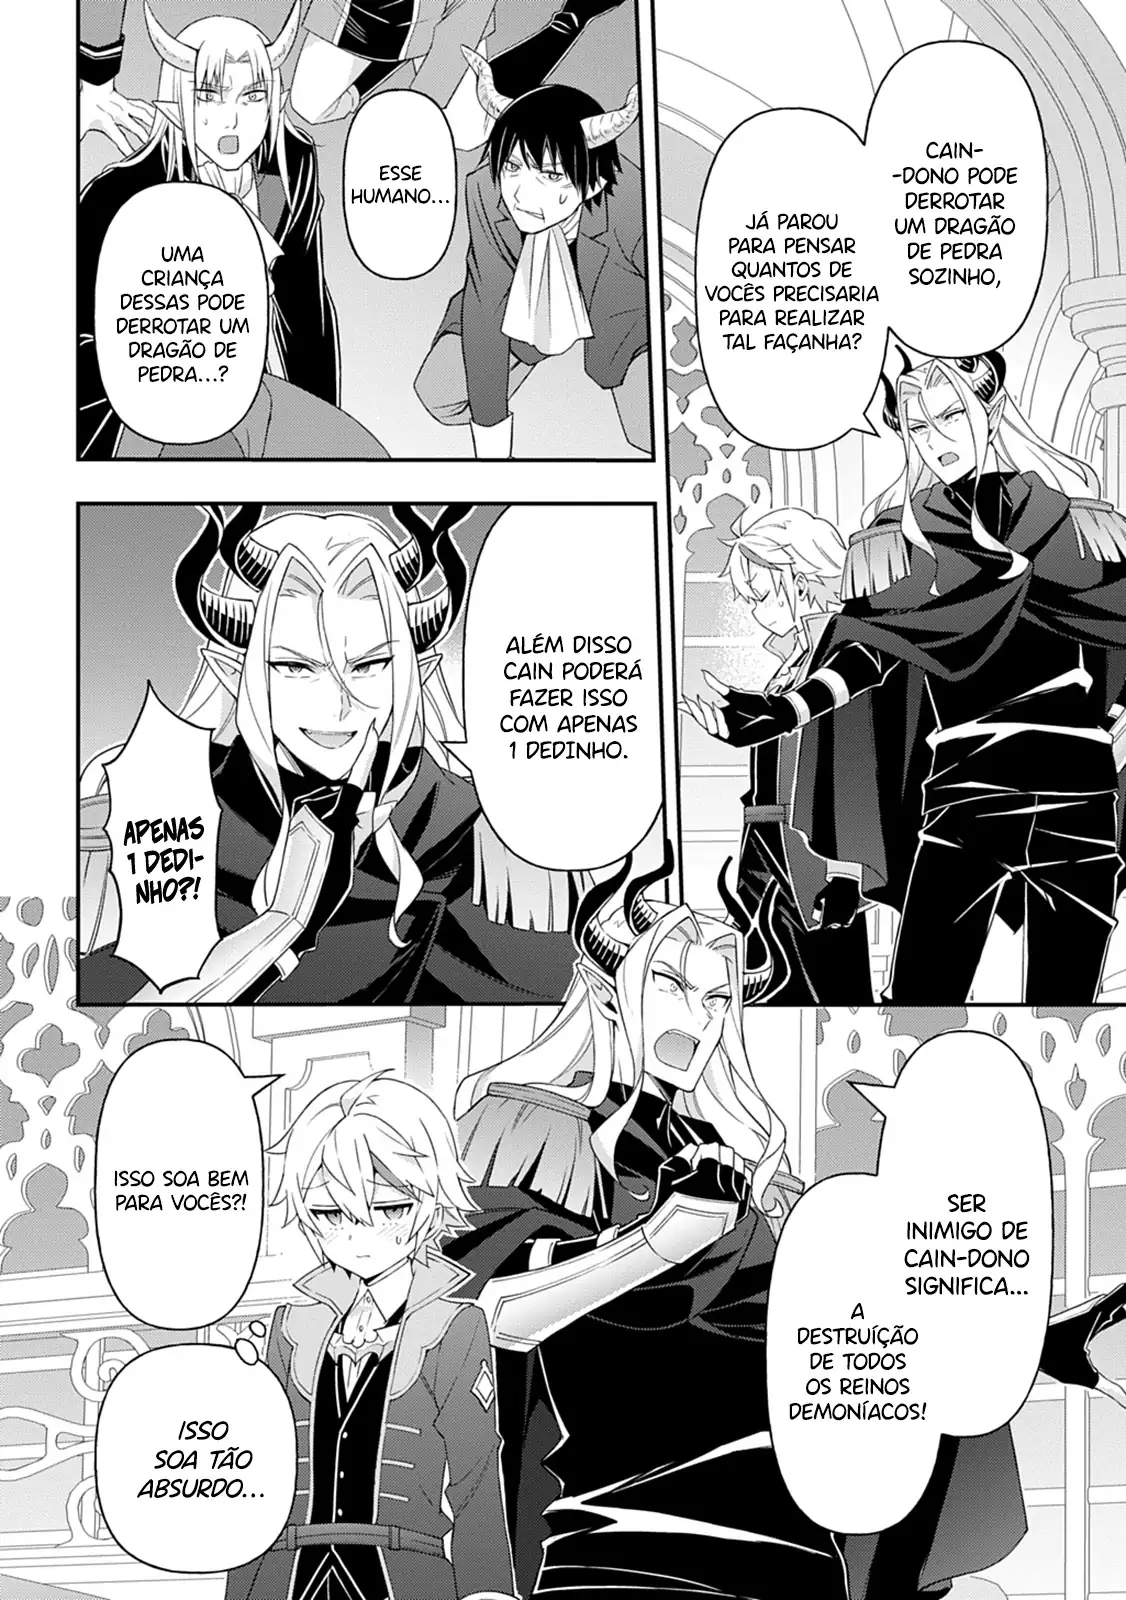 CAIN-
-DONO PODE
DERROTAR
UM DRAGÃO
DE PEDRA
SOZINHO,
JÁ PAROU
PARA PENSAR
QUANTOS DE
VOCÊS PRECISARIA
PARA REALIZAR
TAL FAÇANHA?
ESSE
HUMANO...
UMA
CRIANÇA
DESSAS PODE
DERROTAR UM
DRAGÃO DE
PEDRA...?
ALÉM DISSO
CAIN PODERÁ
FAZER ISSO
COM APENAS
1 DEDINHO.
APENAS
1 DEDI-
NHO?!
SER
INIMIGO DE
CAIN-DONO
SIGNIFICA...
A
DESTRUÍÇÃO
DE TODOS
OS REINOS
DEMONÍACOS!
ISSO SOA BEM
PARA VOCÊS?!
ISSO
SOA TÃO
ABSURDO...